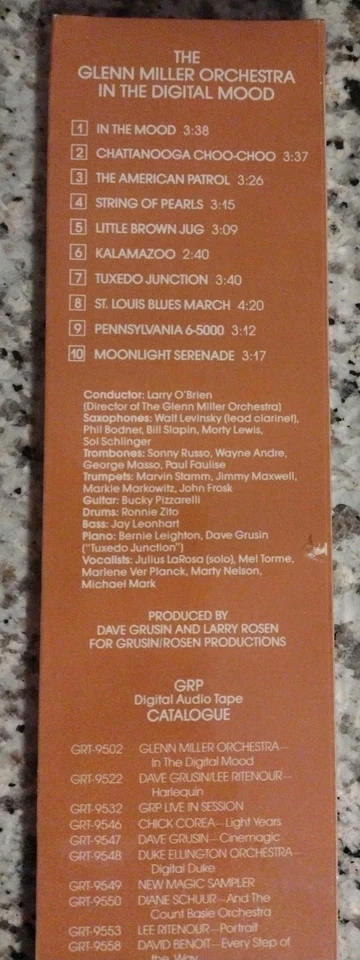 THE
GLENN MILLER ORCHESTRA
IN THE DIGITAL MOOD
1 IN THE MOOD 3:38
2 CHATTANOOGA CHOO-CHOO 3:37
3 THE AMERICAN PATROL 3:26
4 STRING OF PEARLS 3:15
5 LITTLE BROWN JUG 3:09
6 KALAMAZOO 2:40
7 TUXEDO JUNCTION 3:40
8 ST. LOUIS BLUES MARCH 4:20
9 PENNSYLVANIA 6-5000 3:12
10 MOONLIGHT SERENADE 3:17
Conductor: Larry O'Brien
(Director of The Glenn Miller Orchestra)
Saxophones: Walt Levinsky (lead clarinet),
Phil Bodner, Bill Slapin, Morty Lewis,
Sol Schlinger
Trombones: Sonny Russo, Wayne Andre,
George Masso, Paul Faulise
Trumpets: Marvin Stamm, Jimmy Maxwell,
Markie Markowitz, John Frosk
Guitar: Bucky Pizzarelli
Drums: Ronnie Zito
Bass: Jay Leonhart
Piano: Bernie Leighton, Dave Grusin
("Tuxedo Junction")
Vocalists: Julius LaRosa (solo), Mel Torme,
Marlene Ver Planck, Marty Nelson,
Michael Mark
PRODUCED BY
DAVE GRUSIN AND LARRY ROSEN
FOR GRUSIN/ROSEN PRODUCTIONS
GRP
Digital Audio Tape
CATALOGUE
GRT-9502 GLENN MILLER ORCHESTRA—
In The Digital Mood
GRT-9522 DAVE GRUSIN/LEE RITENOUR—
Harlequin
GRT-9532 GRP LIVE IN SESSION
GRT-9546 CHICK COREA—Light Years
GRT-9547 DAVE GRUSIN—Cinemagic
GRT-9548 DUKE ELLINGTON ORCHESTRA—
Digital Duke
GRT-9549 NEW MAGIC SAMPLER
GRT-9550 DIANE SCHUUR—And The
Count Basie Orchestra
GRT-9553 LEE RITENOUR—Portrait
GRT-9558 DAVID BENOIT—Every Step of
the Way